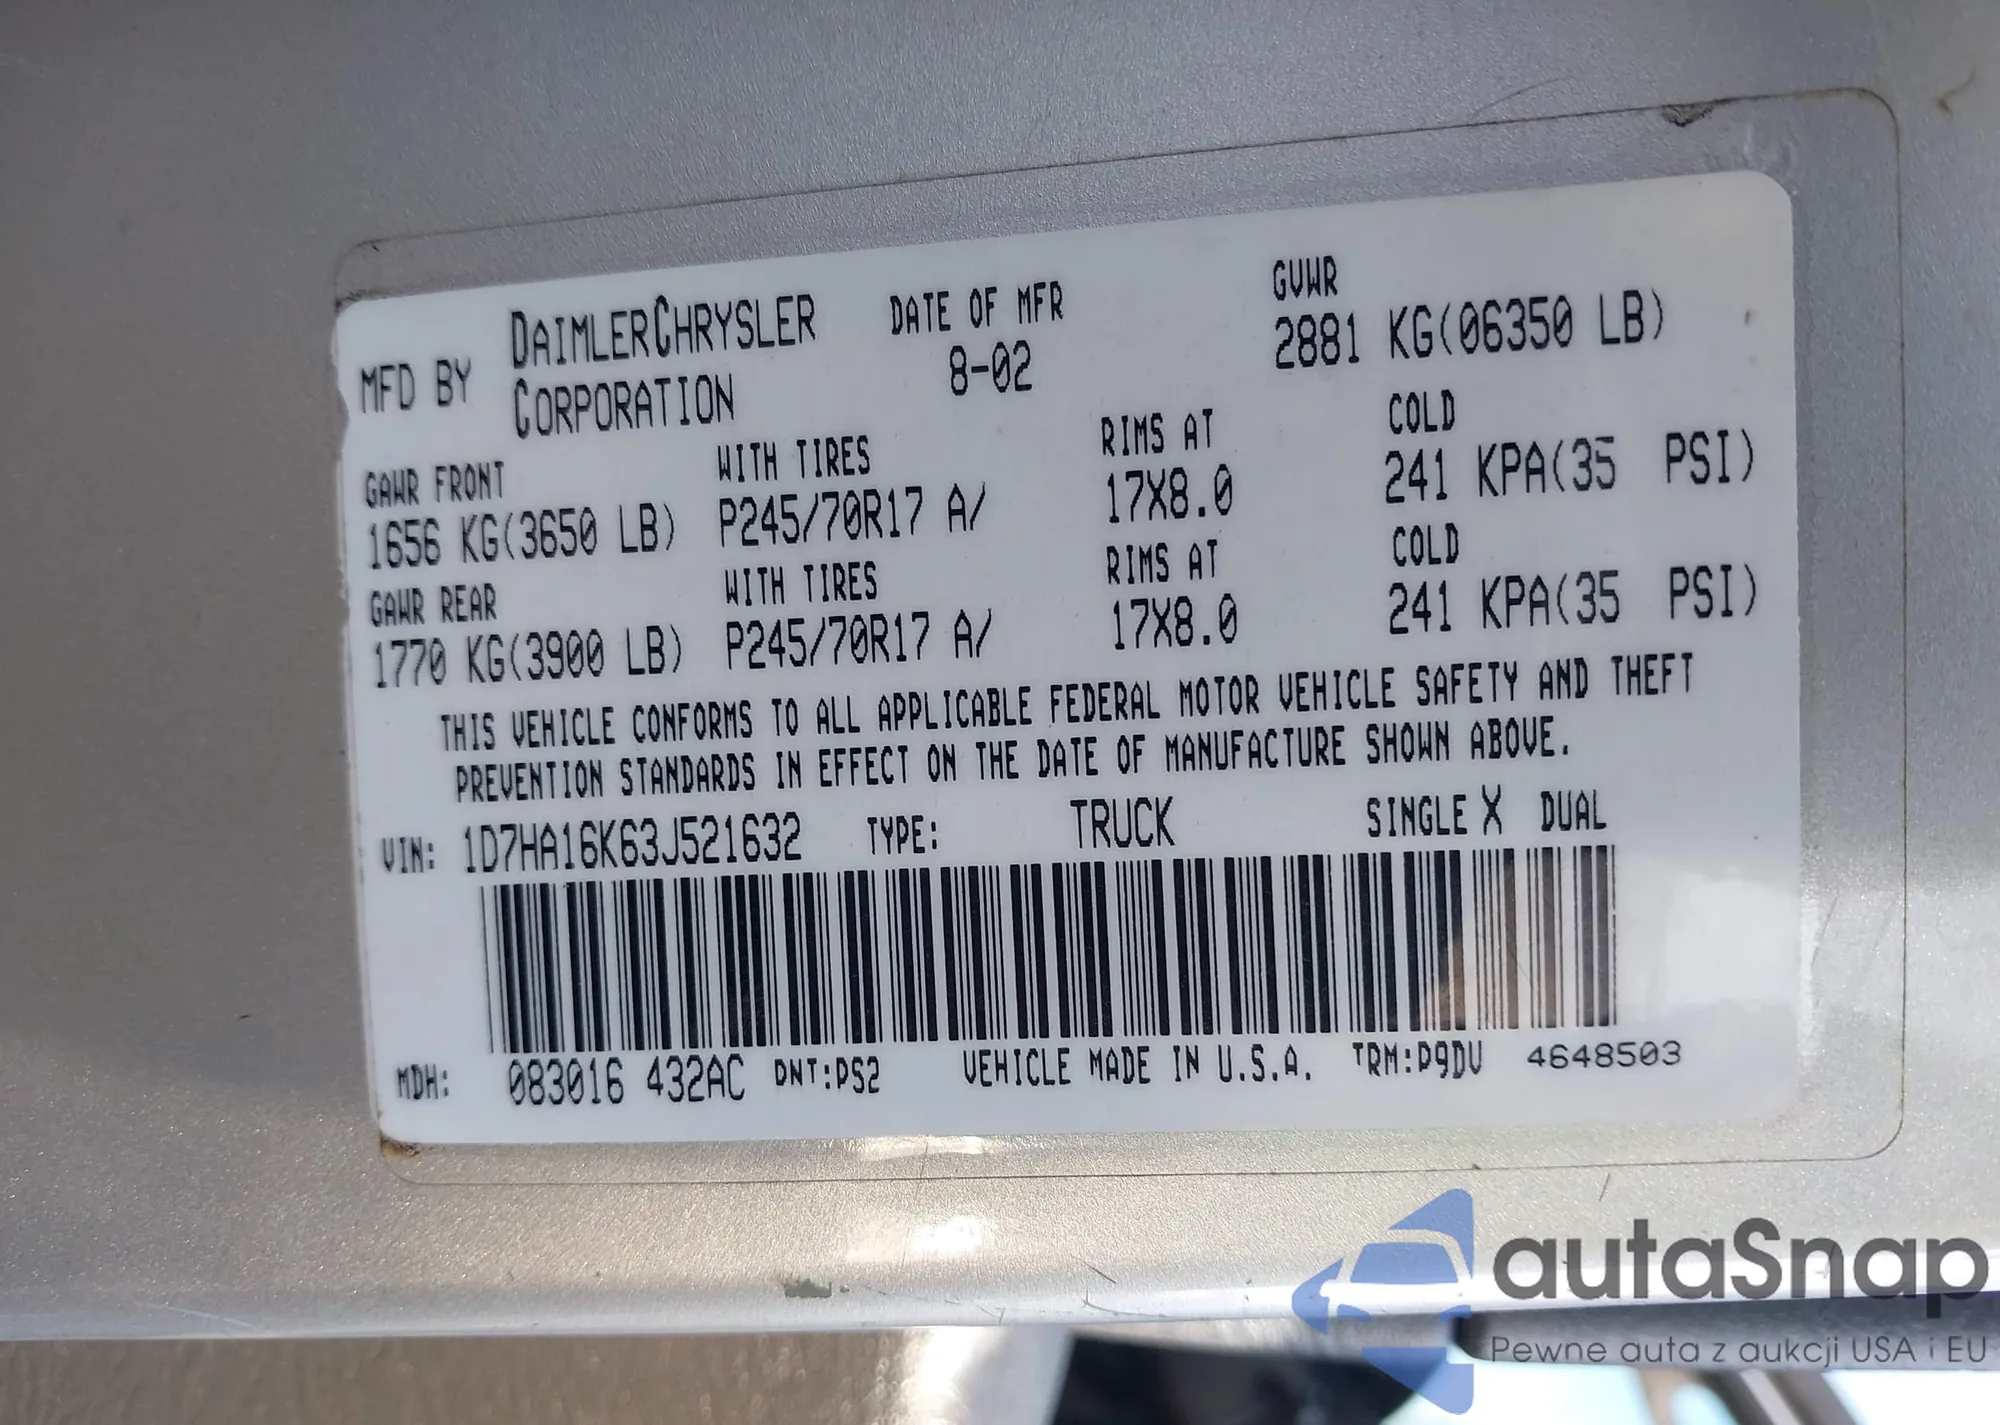 MFD BY DAIMLERCHRYSLER CORPORATION DATE OF MFR 8-02 GVWR 2881 KG(06350 LB)
GAWR FRONT WITH TIRES RIMS AT COLD
1656 KG(3650 LB) P245/70R17 A/ 17X8.0 241 KPA(35 PSI)
GAWR REAR WITH TIRES RIMS AT COLD
1770 KG(3900 LB) P245/70R17 A/ 17X8.0 241 KPA(35 PSI)
THIS VEHICLE CONFORMS TO ALL APPLICABLE FEDERAL MOTOR VEHICLE SAFETY AND THEFT
PREVENTION STANDARDS IN EFFECT ON THE DATE OF MANUFACTURE SHOWN ABOVE.
VIN: 1D7HA16K63J521632 TYPE: TRUCK SINGLE X DUAL
MDH: 083016 432AC PNT:PS2 VEHICLE MADE IN U.S.A. TRM:P9DV 4648503
autaSnap
Pewne auta z aukcji USA i EU